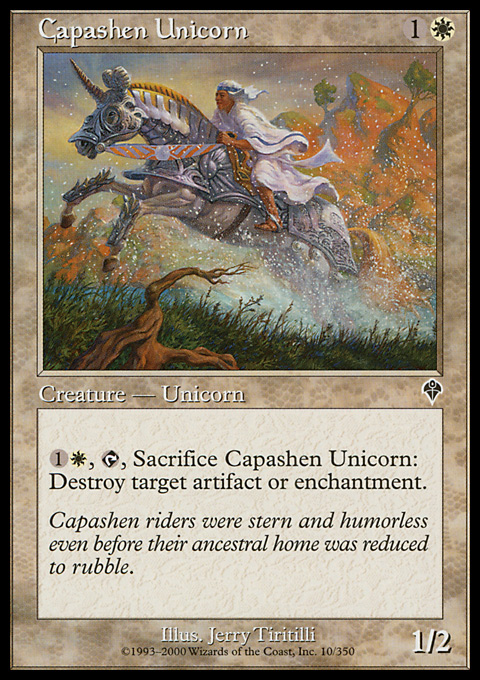 Capashen Unicorn 1
Creature — Unicorn
1, , Sacrifice Capashen Unicorn:
Destroy target artifact or enchantment.
Capashen riders were stern and humorless
even before their ancestral home was reduced
to rubble.
Illus. Jerry Tiritilli
1/2
©1993–2000 Wizards of the Coast, Inc. 10/350